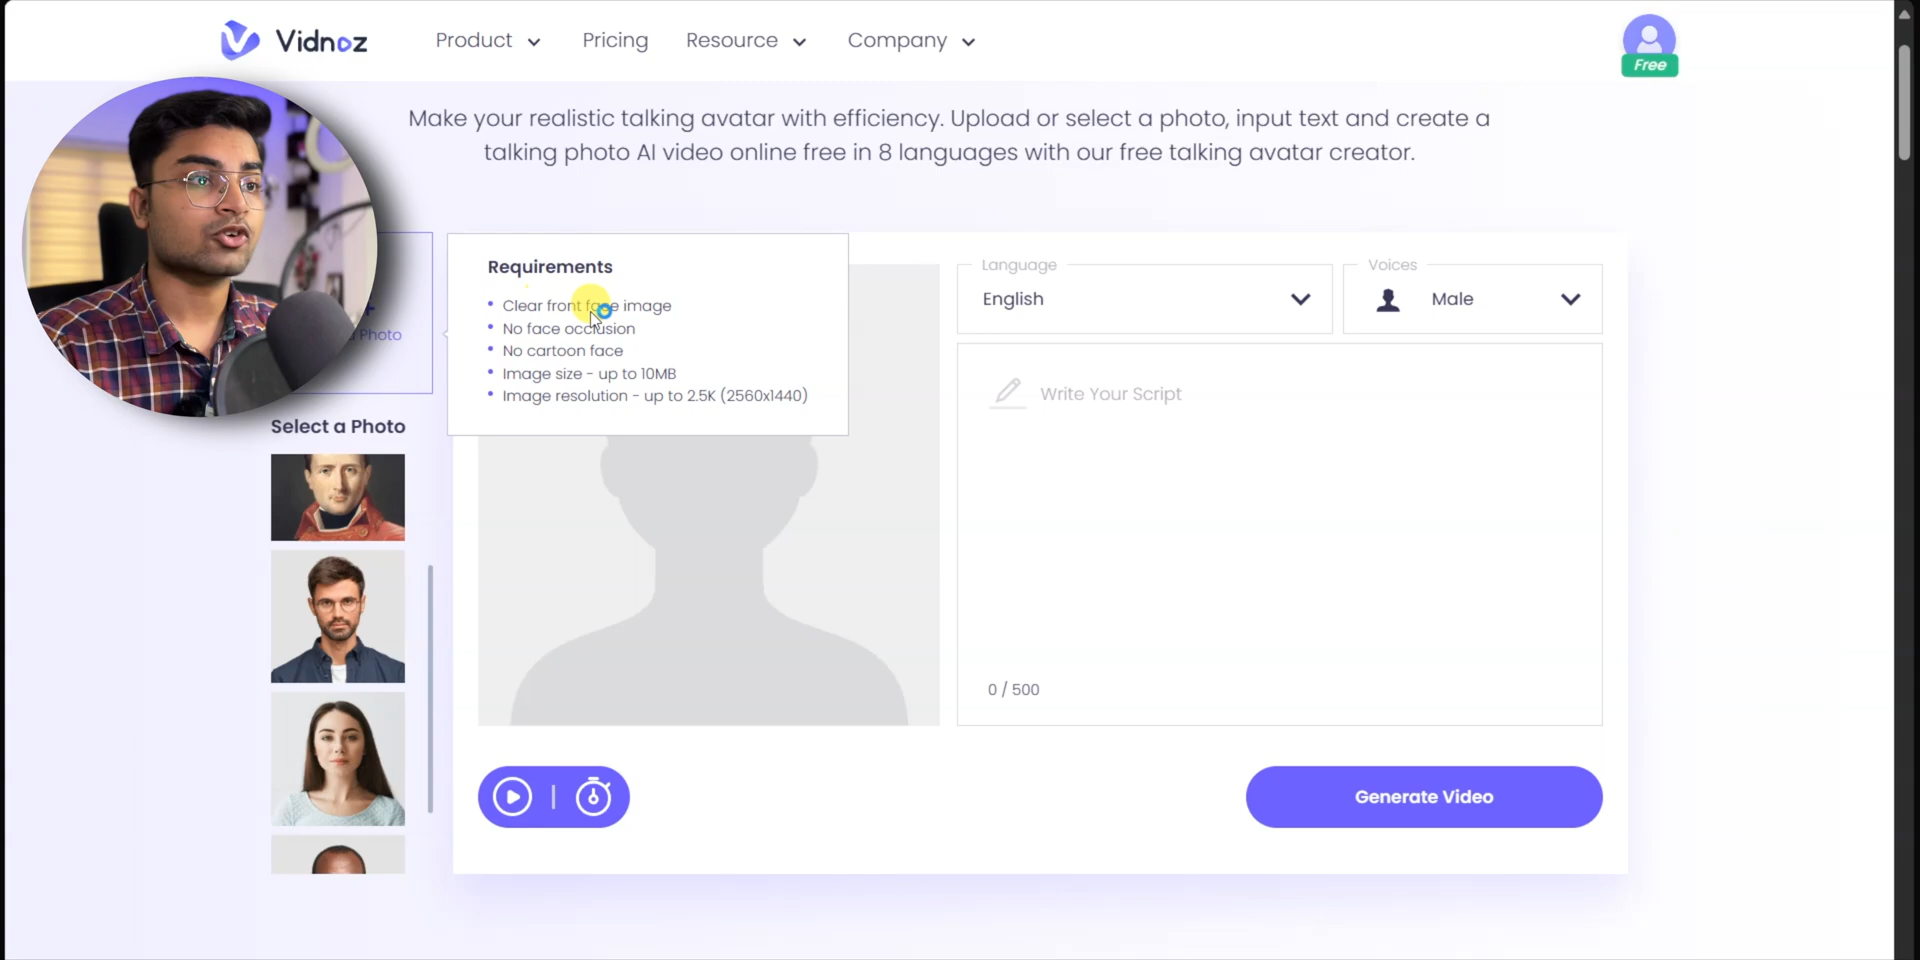 Vidnoz
Product
Pricing
Resource
Company
Free
Make your realistic talking avatar with efficiency. Upload or select a photo, input text and create a
talking photo AI video online free in 8 languages with our free talking avatar creator.
Photo
Requirements
Clear front face image
No face occlusion
No cartoon face
Image size - up to 10MB
Image resolution - up to 2.5K (2560x1440)
Language
English
Voices
Male
Write Your Script
0 / 500
Select a Photo
Generate Video